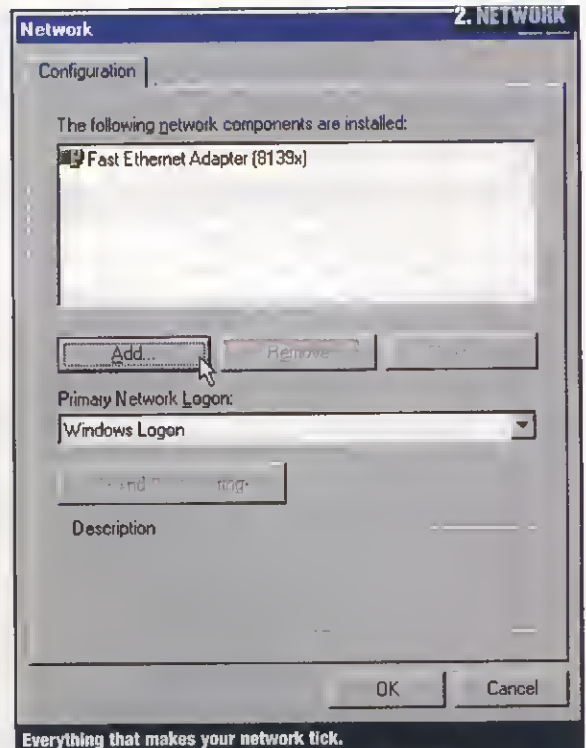 2. NETWORK
Network
Configuration
The following network components are installed:
Fast Ethernet Adapter (8139x)
Add...
Remove
Primary Network Logon:
Windows Logon
Description
OK
Cancel
Everything that makes your network tick.